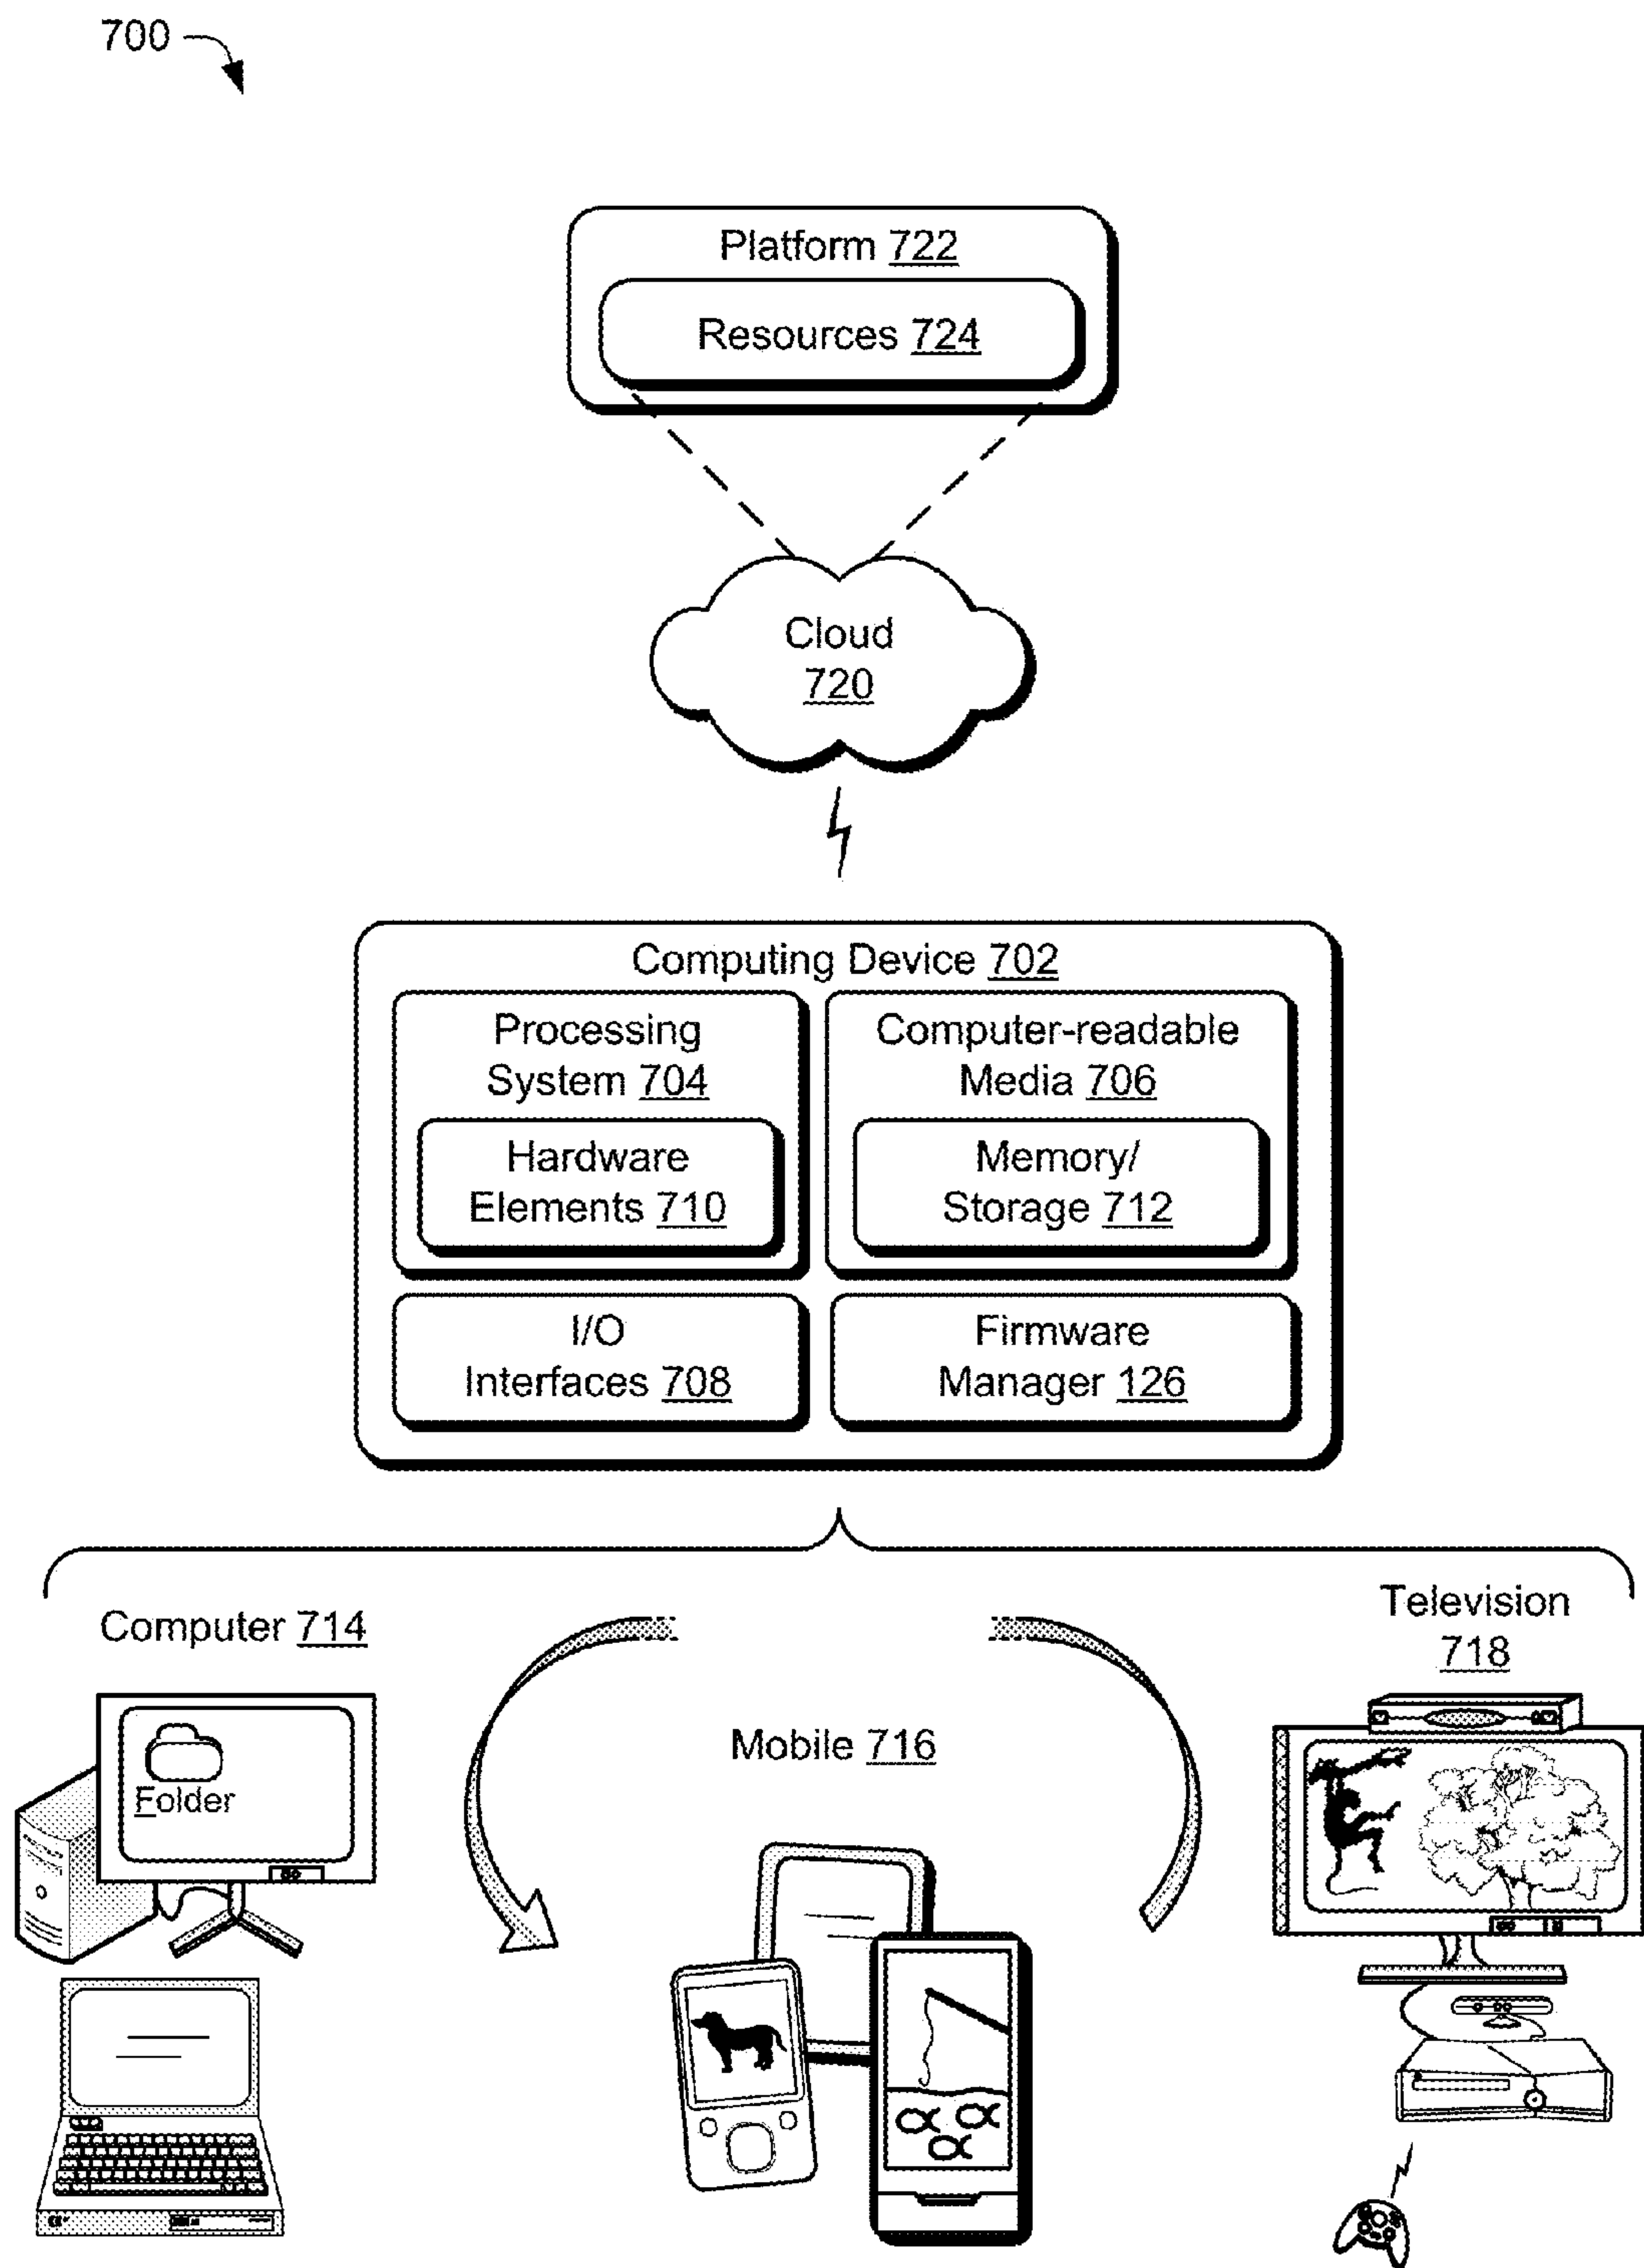 700
Platform 722
Resources 724
Cloud
720
Computing Device 702
Processing
System 704
Hardware
Elements 710
Computer-readable
Media 706
Memory/
Storage 712
I/O
Interfaces 708
Firmware
Manager 126
Computer 714
Folder
Mobile 716
Television
718